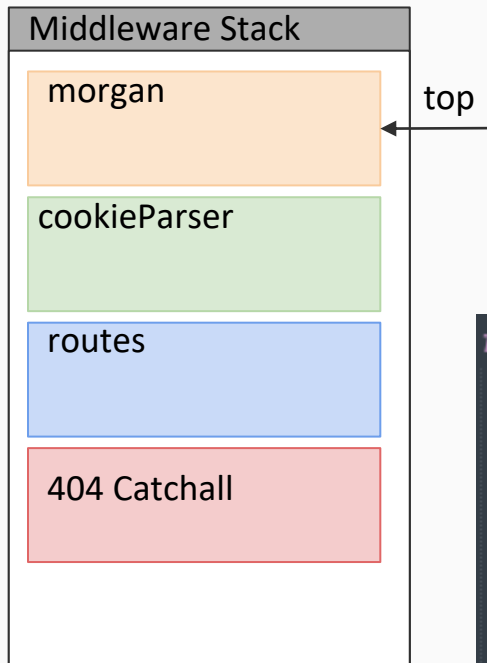 Middleware Stack
morgan
top
cookieParser
routes
404 Catchall